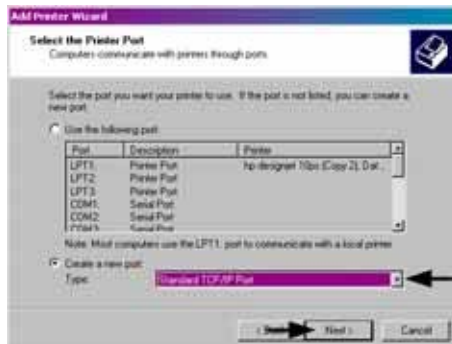 Add Printer Wizard
Select the Printer Port
Computers communicate with printers through ports.
Select the port you want your printer to use. If the port is not listed, you can create a
new port.
Use the following port:
Port Description Printer
LPT1: Printer Port hp designjet 10ps (Copy 2), Dat...
LPT2: Printer Port
LPT3: Printer Port
COM1: Serial Port
COM2: Serial Port
COM3: Serial Port
Note: Most computers use the LPT1: port to communicate with a local printer.
Create a new port:
Type: Standard TCP/IP Port
Next >
Cancel